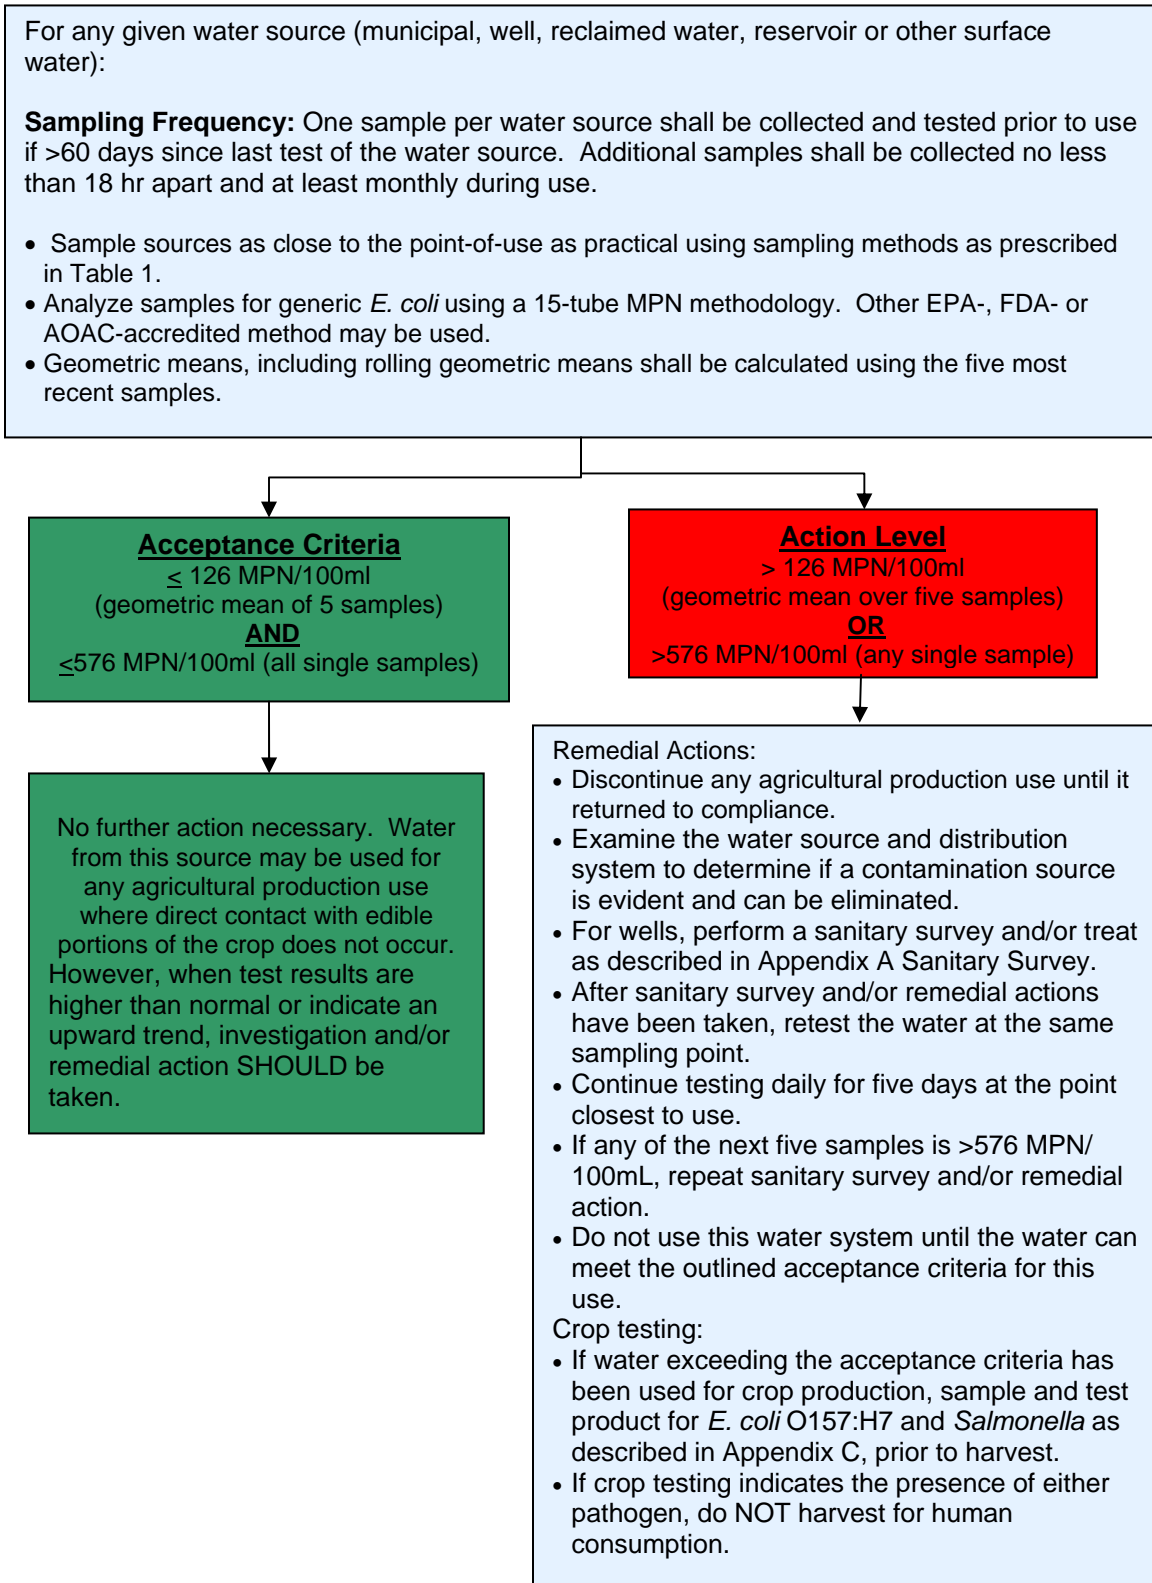 For any given water source (municipal, well, reclaimed water, reservoir or other surface
water):
Sampling Frequency: One sample per water source shall be collected and tested prior to use
if >60 days since last test of the water source. Additional samples shall be collected no less
than 18 hr apart and at least monthly during use.
• Sample sources as close to the point-of-use as practical using sampling methods as prescribed
in Table 1.
• Analyze samples for generic E. coli using a 15-tube MPN methodology. Other EPA-, FDA- or
AOAC-accredited method may be used.
• Geometric means, including rolling geometric means shall be calculated using the five most
recent samples.
Acceptance Criteria
< 126 MPN/100ml
(geometric mean of 5 samples)
AND
<576 MPN/100ml (all single samples)
Action Level
> 126 MPN/100ml
(geometric mean over five samples)
OR
>576 MPN/100ml (any single sample)
No further action necessary. Water
from this source may be used for
any agricultural production use
where direct contact with edible
portions of the crop does not occur.
However, when test results are
higher than normal or indicate an
upward trend, investigation and/or
remedial action SHOULD be
taken.
Remedial Actions:
• Discontinue any agricultural production use until it
returned to compliance.
• Examine the water source and distribution
system to determine if a contamination source
is evident and can be eliminated.
• For wells, perform a sanitary survey and/or treat
as described in Appendix A Sanitary Survey.
• After sanitary survey and/or remedial actions
have been taken, retest the water at the same
sampling point.
• Continue testing daily for five days at the point
closest to use.
• If any of the next five samples is >576 MPN/
100mL, repeat sanitary survey and/or remedial
action.
• Do not use this water system until the water can
meet the outlined acceptance criteria for this
use.
Crop testing:
• If water exceeding the acceptance criteria has
been used for crop production, sample and test
product for E. coli O157:H7 and Salmonella as
described in Appendix C, prior to harvest.
• If crop testing indicates the presence of either
pathogen, do NOT harvest for human
consumption.